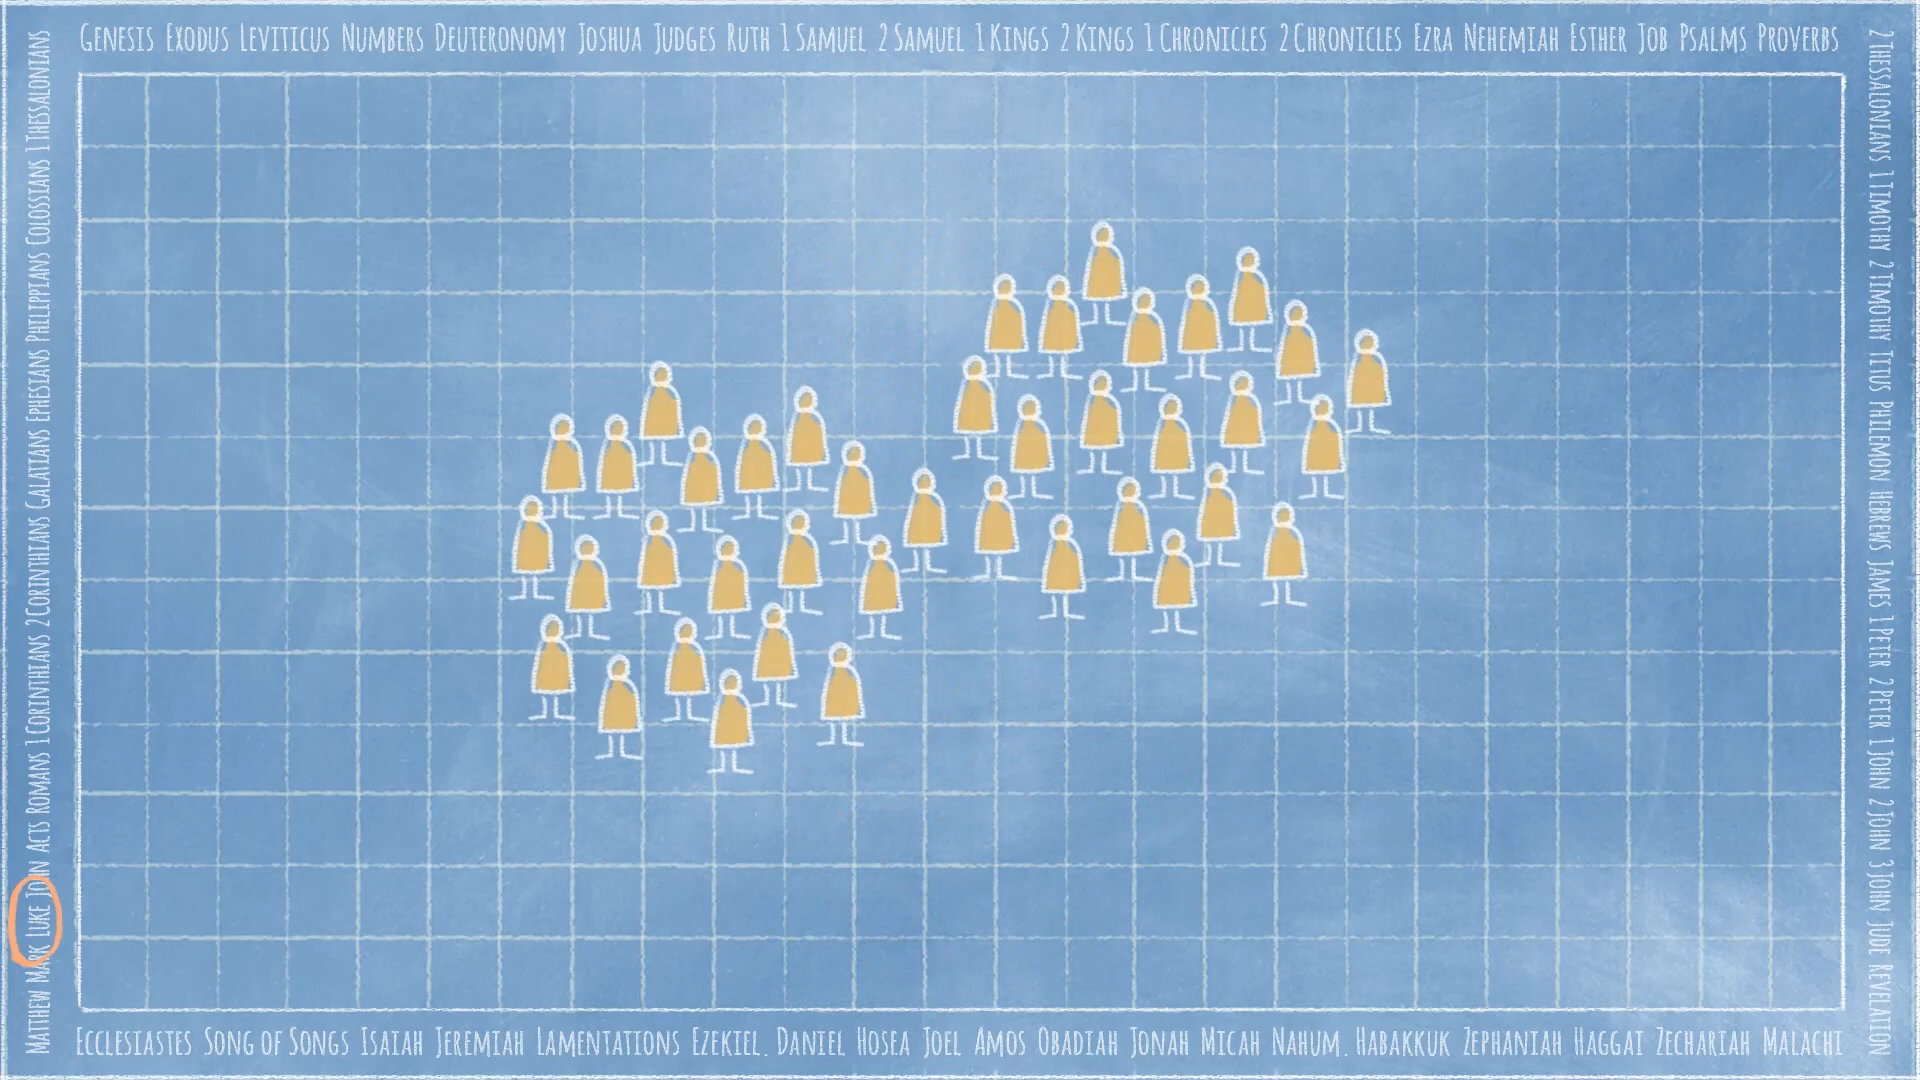 Genesis Exodus Leviticus Numbers Deuteronomy Joshua Judges Ruth 1 Samuel 2 Samuel 1 Kings 2 Kings 1 Chronicles 2 Chronicles Ezra Nehemiah Esther Job Psalms Proverbs
Ecclesiastes Song of Songs Isaiah Jeremiah Lamentations Ezekiel. Daniel Hosea Joel Amos Obadiah Jonah Micah Nahum. Habakkuk Zephaniah Haggai Zechariah Malachi
Matthew Mark Luke John Acts Romans 1 Corinthians 2 Corinthians Galatians Ephesians Philippians Colossians 1 Thessalonians
2 Thessalonians 1 Timothy 2 Timothy Titus Philemon Hebrews James 1 Peter 2 Peter 1 John 2 John 3 John Jude Revelation